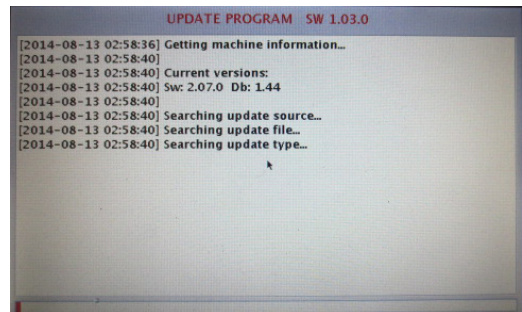 UPDATE PROGRAM SW 1.03.0
[2014-08-13 02:58:36] Getting machine information...
[2014-08-13 02:58:40]
[2014-08-13 02:58:40] Current versions:
[2014-08-13 02:58:40] Sw: 2.07.0 Db: 1.44
[2014-08-13 02:58:40]
[2014-08-13 02:58:40] Searching update source...
[2014-08-13 02:58:40] Searching update file...
[2014-08-13 02:58:40] Searching update type...